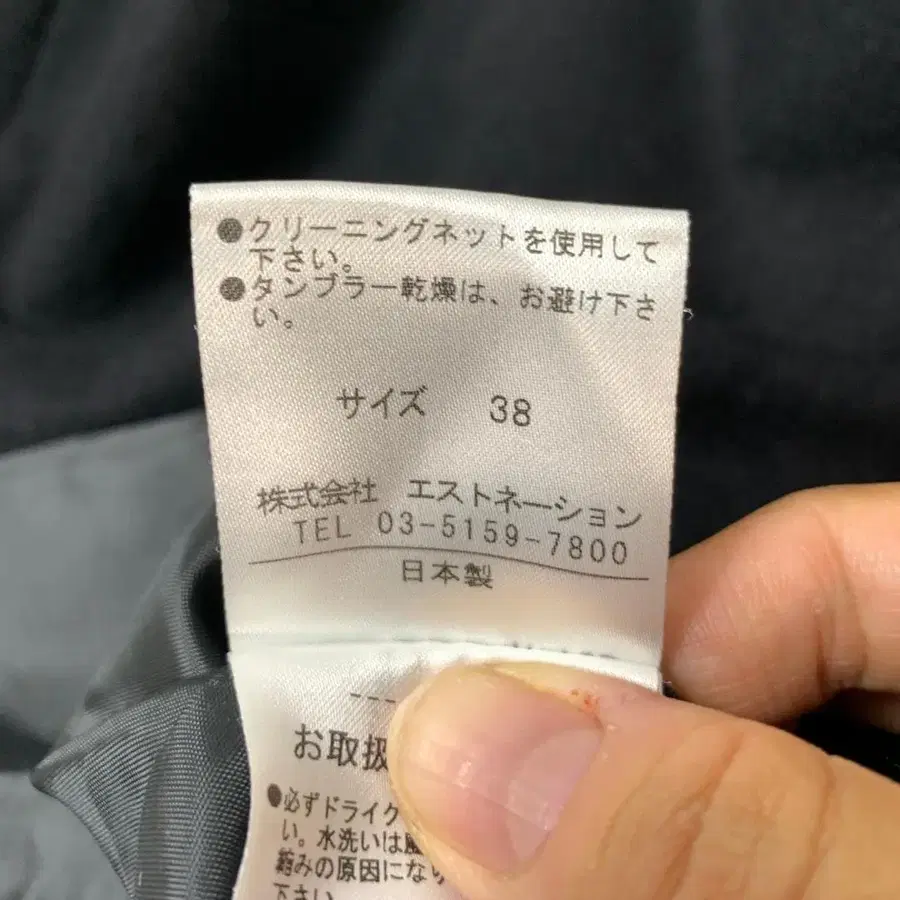 ●クリーニングネットを使用して
下さい。
●タンブラー乾燥は、お避け下さ
い。
サイズ 38
株式会社 エストネーション
TEL 03-5159-7800
日本製
お取扱
●必ずドライク
い。水洗いは
縮みの原因になり
下さい